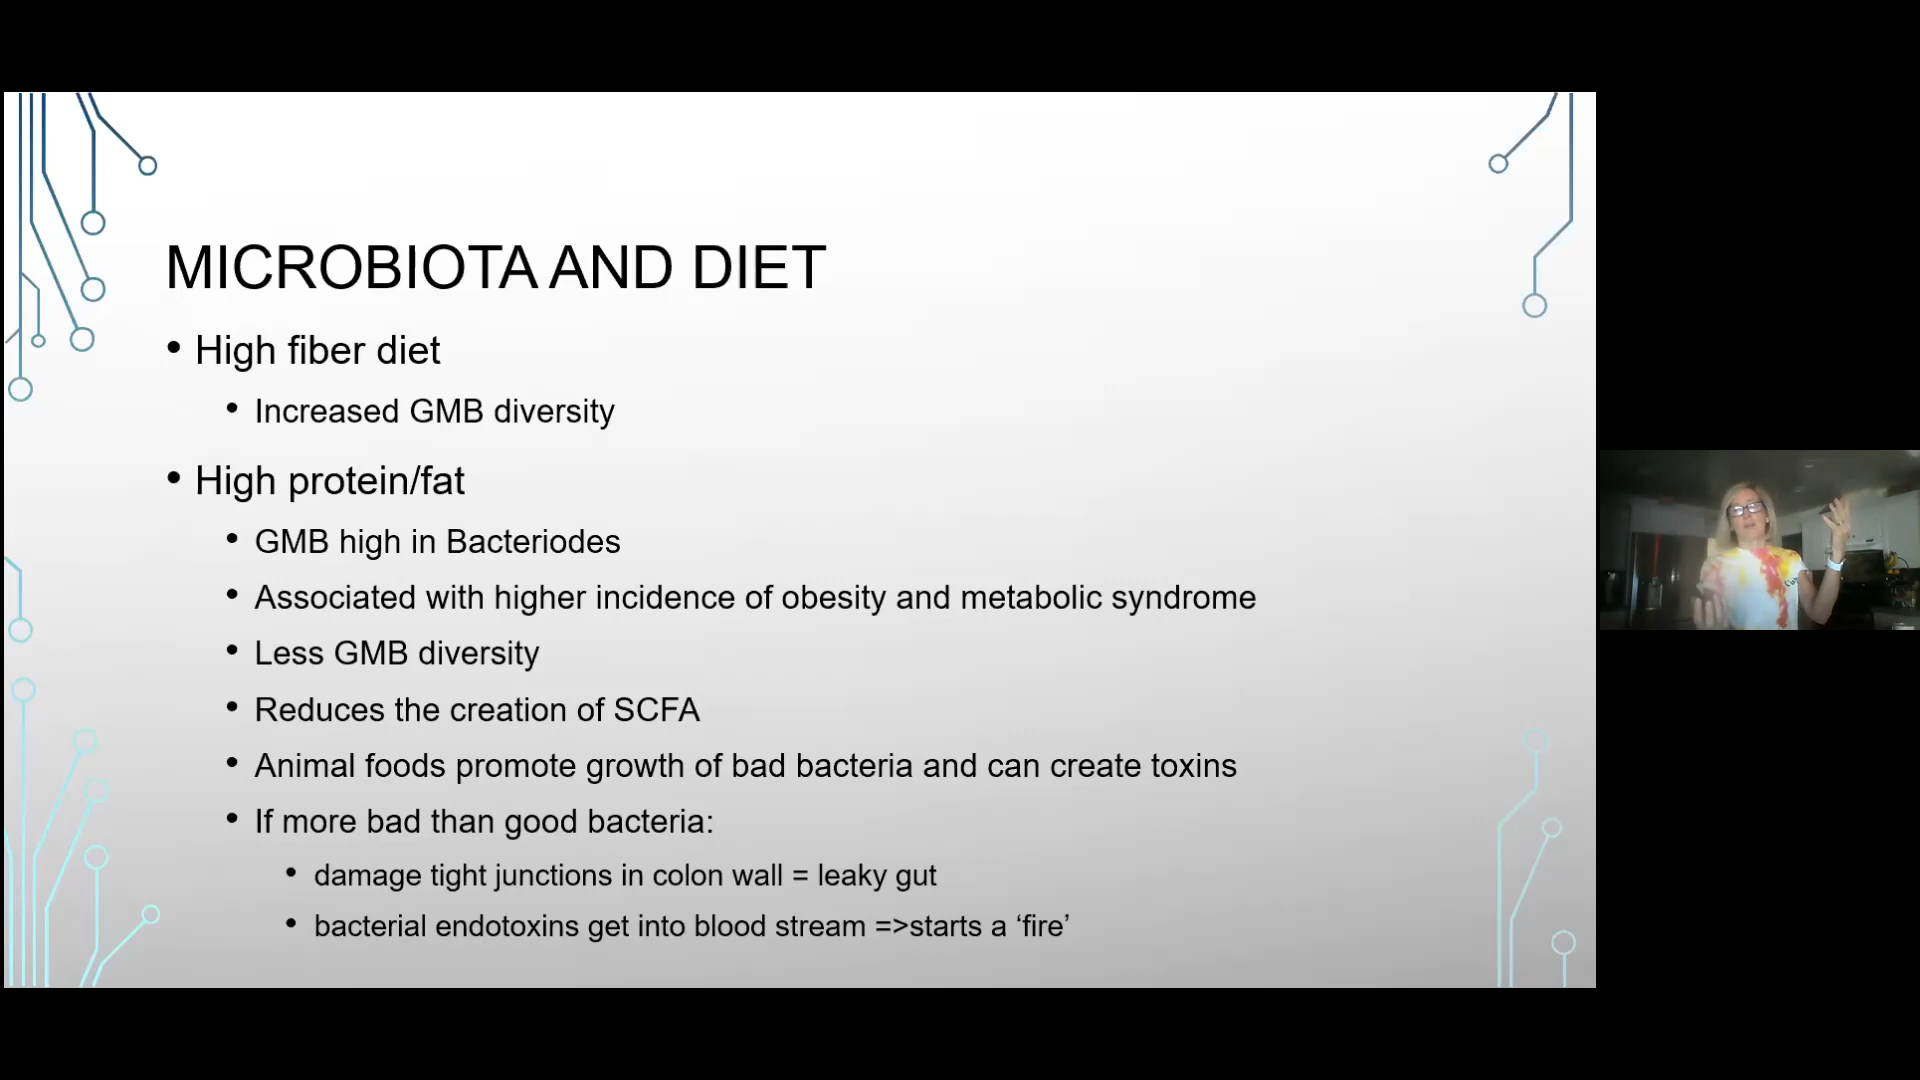 MICROBIOTA AND DIET
• High fiber diet
• Increased GMB diversity
• High protein/fat
• GMB high in Bacteriodes
• Associated with higher incidence of obesity and metabolic syndrome
• Less GMB diversity
• Reduces the creation of SCFA
• Animal foods promote growth of bad bacteria and can create toxins
• If more bad than good bacteria:
• damage tight junctions in colon wall = leaky gut
• bacterial endotoxins get into blood stream =>starts a ‘fire’